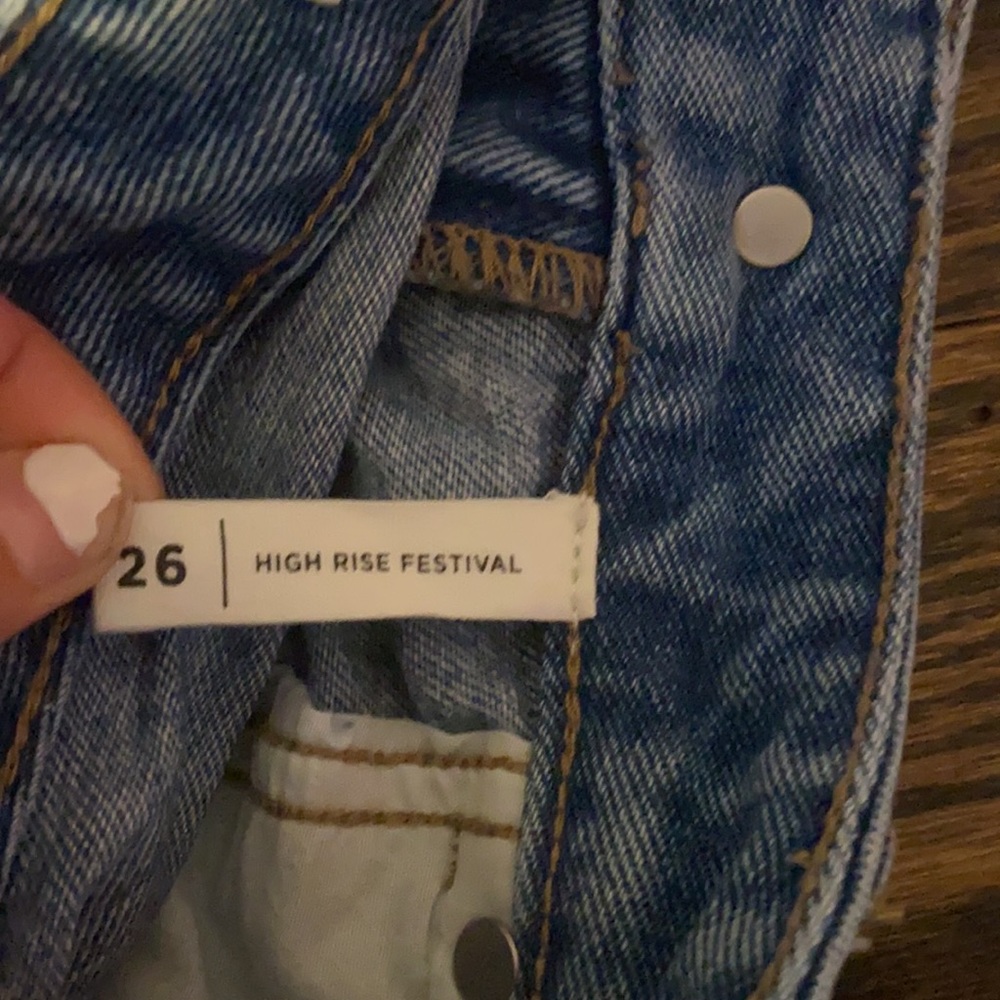 26 | HIGH RISE FESTIVAL